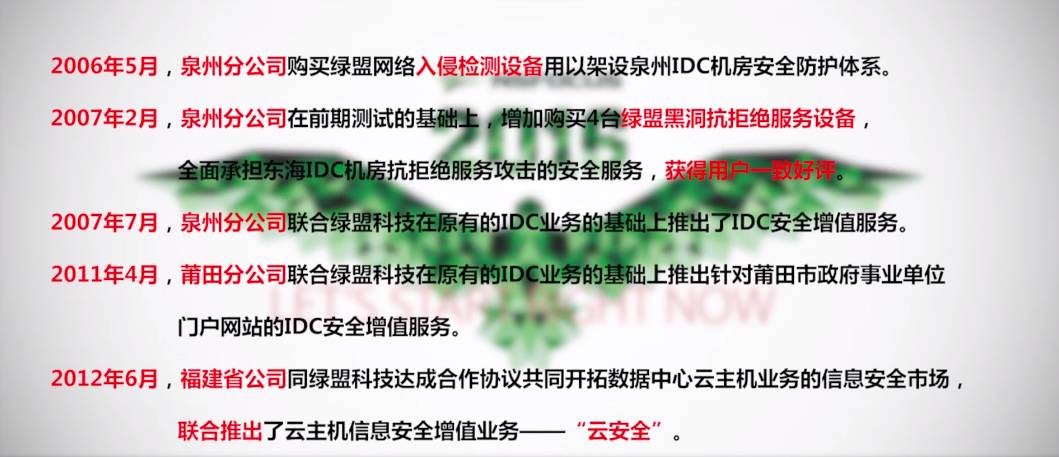 2006年5月，泉州分公司购买绿盟网络入侵检测设备用以架设泉州IDC机房安全防护体系。
2007年2月，泉州分公司在前期测试的基础上，增加购买4台绿盟黑洞抗拒绝服务设备，
全面承担东海IDC机房抗拒绝服务攻击的安全服务，获得用户一致好评。
2007年7月，泉州分公司联合绿盟科技在原有的IDC业务的基础上推出了IDC安全增值服务。
2011年4月，莆田分公司联合绿盟科技在原有的IDC业务的基础上推出针对莆田市政府事业单位
门户网站的IDC安全增值服务。
2012年6月，福建省公司同绿盟科技达成合作协议共同开拓数据中心云主机业务的信息安全市场，
联合推出了云主机信息安全增值业务——“云安全”。
NSFOCUS
2015
LET'S START RIGHT NOW